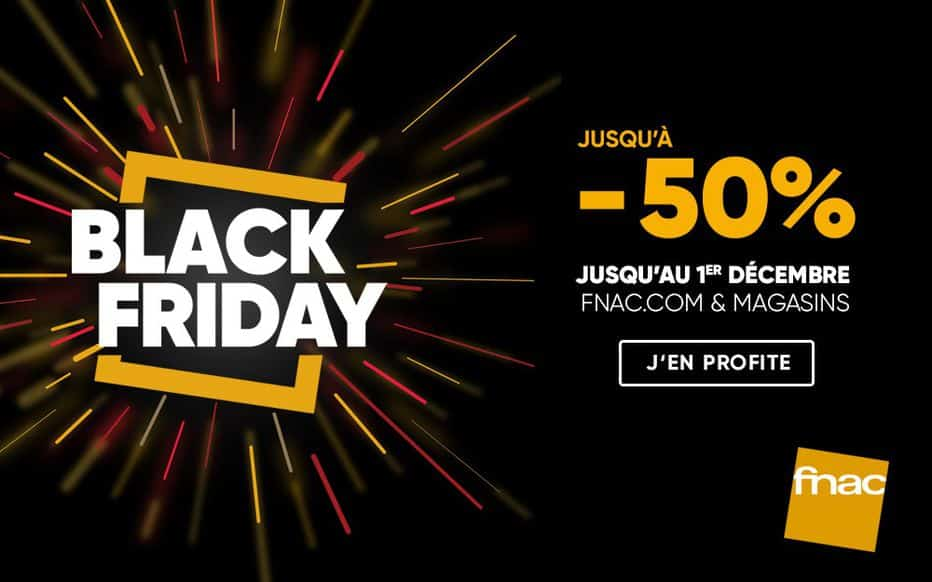 BLACK
FRIDAY
JUSQU'À
-50%
JUSQU'AU 1ER DÉCEMBRE
FNAC.COM & MAGASINS
J'EN PROFITE
fnac